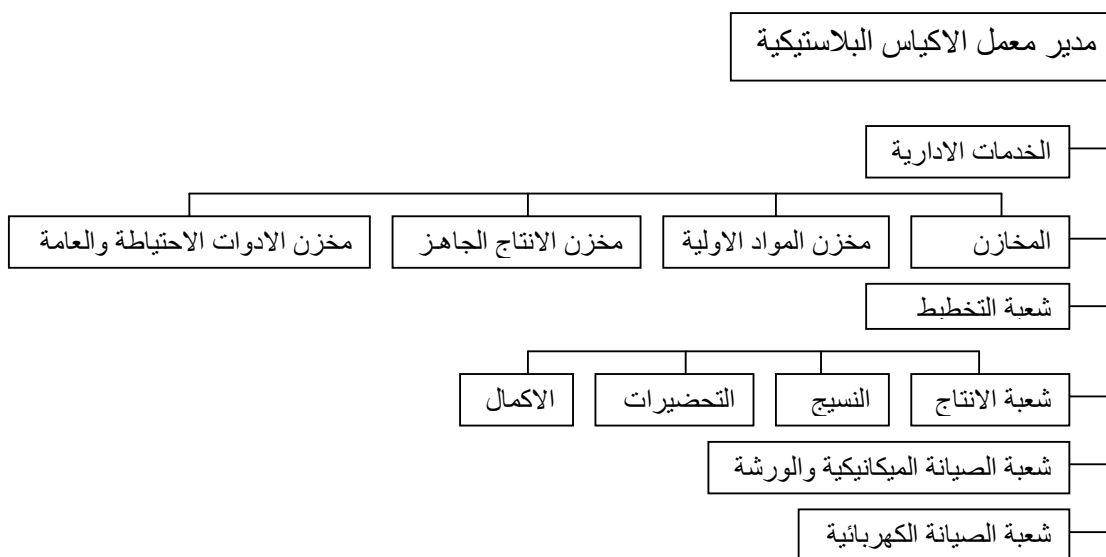 مدير معمل الاكياس البلاستيكية
الخدمات الادارية
المخازن
مخزن المواد الاولية
مخزن الانتاج الجاهز
مخزن الادوات الاحتياطة والعامة
شعبة التخطيط
شعبة الانتاج
النسيج
التحضيرات
الاكمال
شعبة الصيانة الميكانيكية والورشة
شعبة الصيانة الكهربائية